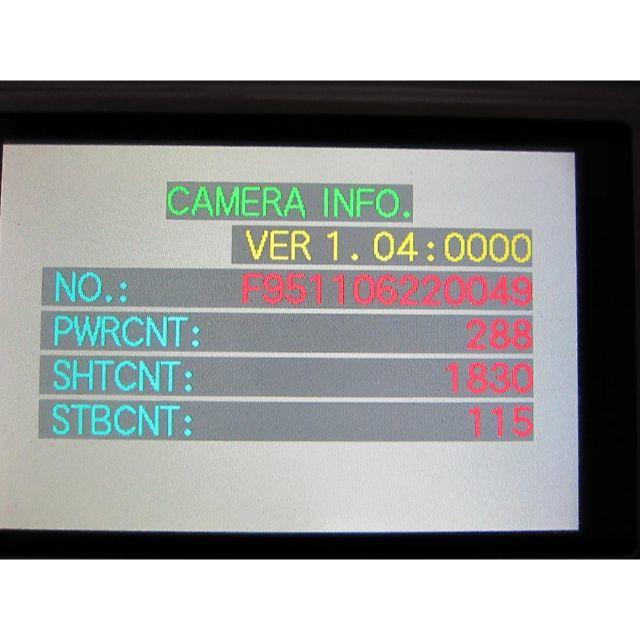 CAMERA INFO.
VER 1.04:0000
NO.: F951106220049
PWRCNT: 288
SHTCNT: 1830
STBCNT: 115